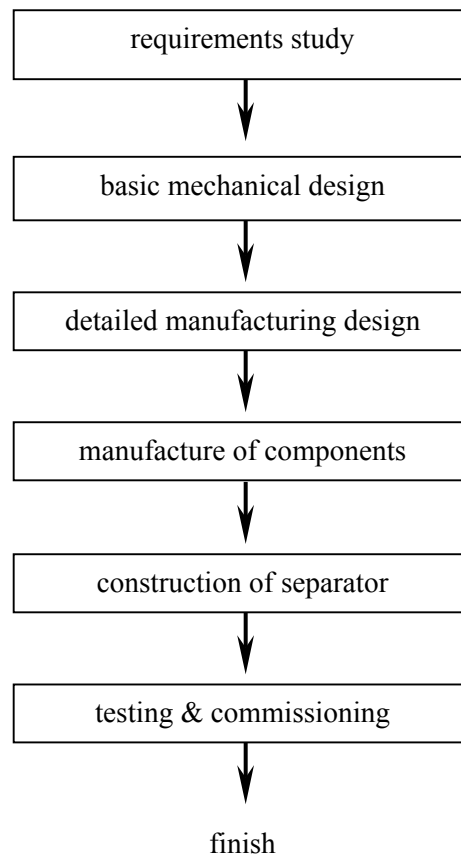 requirements study
basic mechanical design
detailed manufacturing design
manufacture of components
construction of separator
testing & commissioning
finish